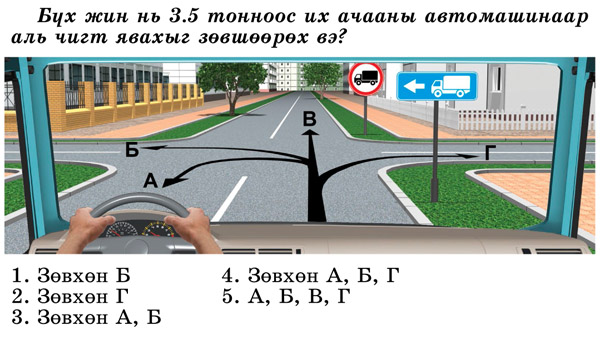 Бүх жин нь 3.5 тонноос их ачааны автомашинаар
аль чигт явахыг зөвшөөрөх вэ?
В
Б
Г
А
1. Зөвхөн Б
2. Зөвхөн Г
3. Зөвхөн А, Б
4. Зөвхөн А, Б, Г
5. А, Б, В, Г